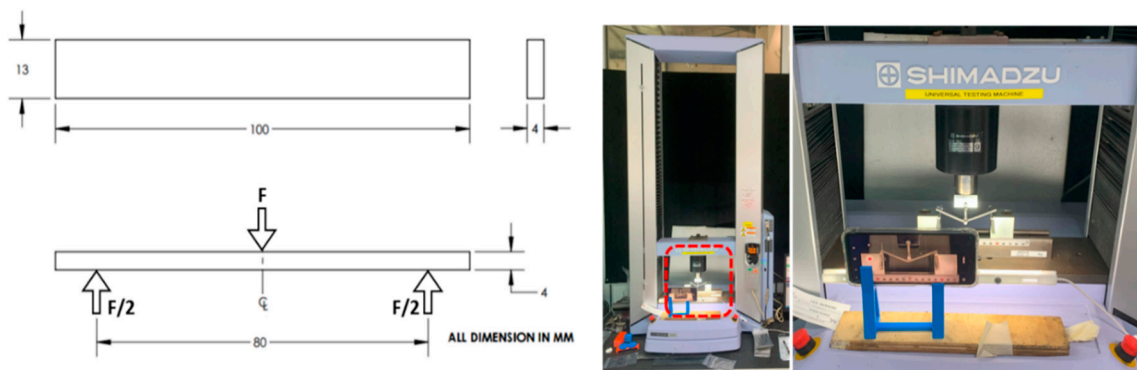 13
100
4
F
F/2
F/2
4
80
ALL DIMENSION IN MM
SHIMADZU
UNIVERSAL TESTING MACHINE